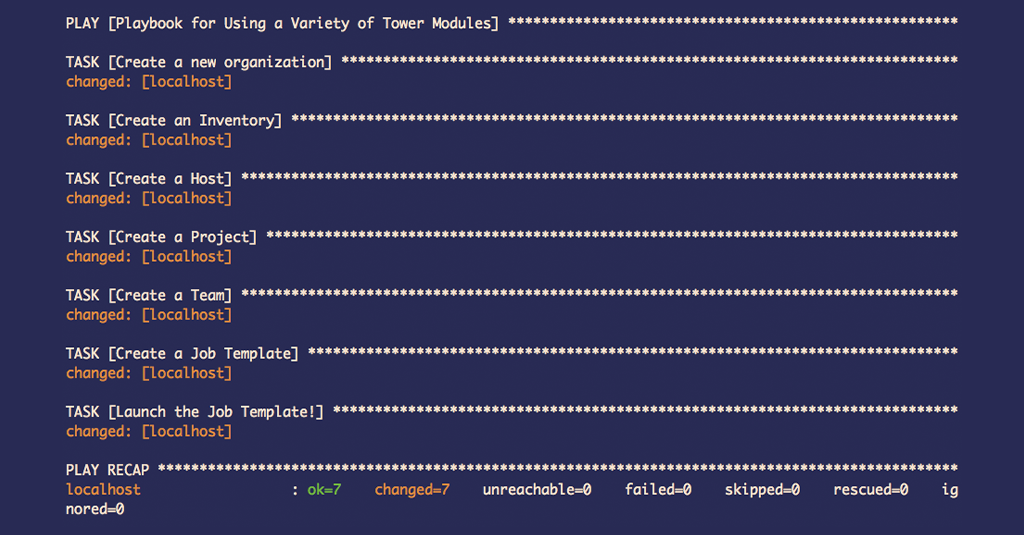 PLAY [Playbook for Using a Variety of Tower Modules] ******************************************************
TASK [Create a new organization] **************************************************************************
changed: [localhost]
TASK [Create an Inventory] ********************************************************************************
changed: [localhost]
TASK [Create a Host] **************************************************************************************
changed: [localhost]
TASK [Create a Project] ***********************************************************************************
changed: [localhost]
TASK [Create a Team] **************************************************************************************
changed: [localhost]
TASK [Create a Job Template] ******************************************************************************
changed: [localhost]
TASK [Launch the Job Template!] ***************************************************************************
changed: [localhost]
PLAY RECAP ************************************************************************************************
localhost                  : ok=7    changed=7    unreachable=0    failed=0    skipped=0    rescued=0    ig
nored=0